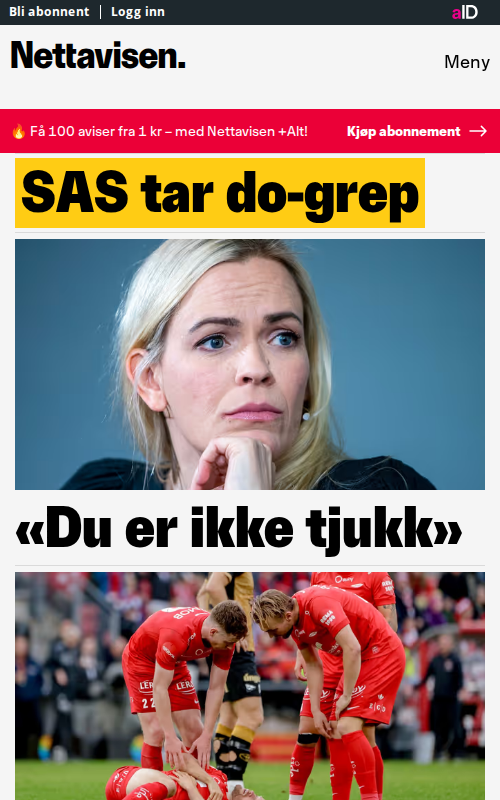 Bli abonnent | Logg inn
aID
Nettavisen.
Meny
🔥 Få 100 aviser fra 1 kr – med Nettavisen +Alt!
Kjøp abonnement →
SAS tar do-grep
«Du er ikke tjukk»
22